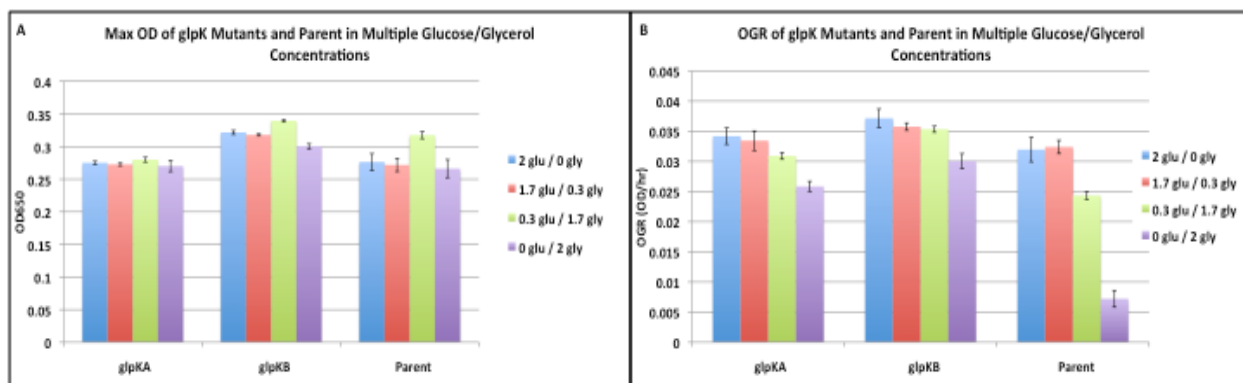 A
Max OD of glpK Mutants and Parent in Multiple Glucose/Glycerol
Concentrations
0.4
0.35
0.3
0.25
0.2
0.15
0.1
0.05
0
OD650
glpKA
glpKB
Parent
2 glu / 0 gly
1.7 glu / 0.3 gly
0.3 glu / 1.7 gly
0 glu / 2 gly
B
OGR of glpK Mutants and Parent in Multiple Glucose/Glycerol
Concentrations
0.045
0.04
0.035
0.03
0.025
0.02
0.015
0.01
0.005
0
OGR (OD/hr)
glpKA
glpKB
Parent
2 glu / 0 gly
1.7 glu / 0.3 gly
0.3 glu / 1.7 gly
0 glu / 2 gly